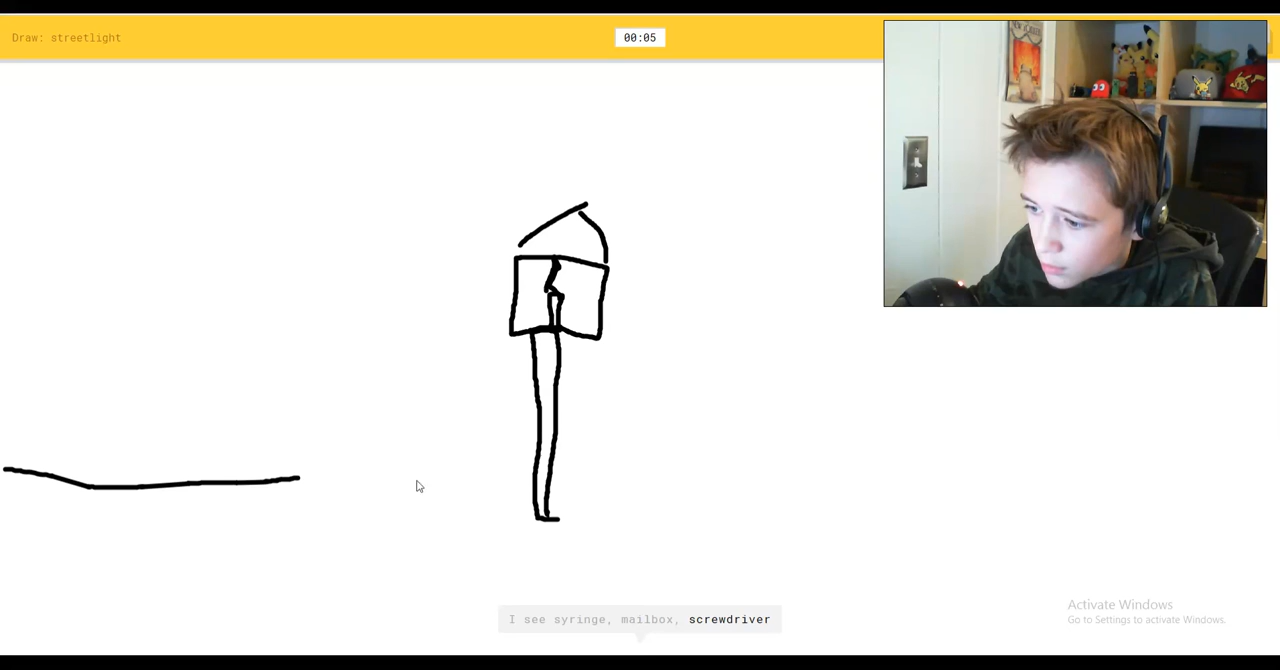 Draw: streetlight
00:05
I see syringe, mailbox, screwdriver
Activate Windows
Go to Settings to activate Windows.